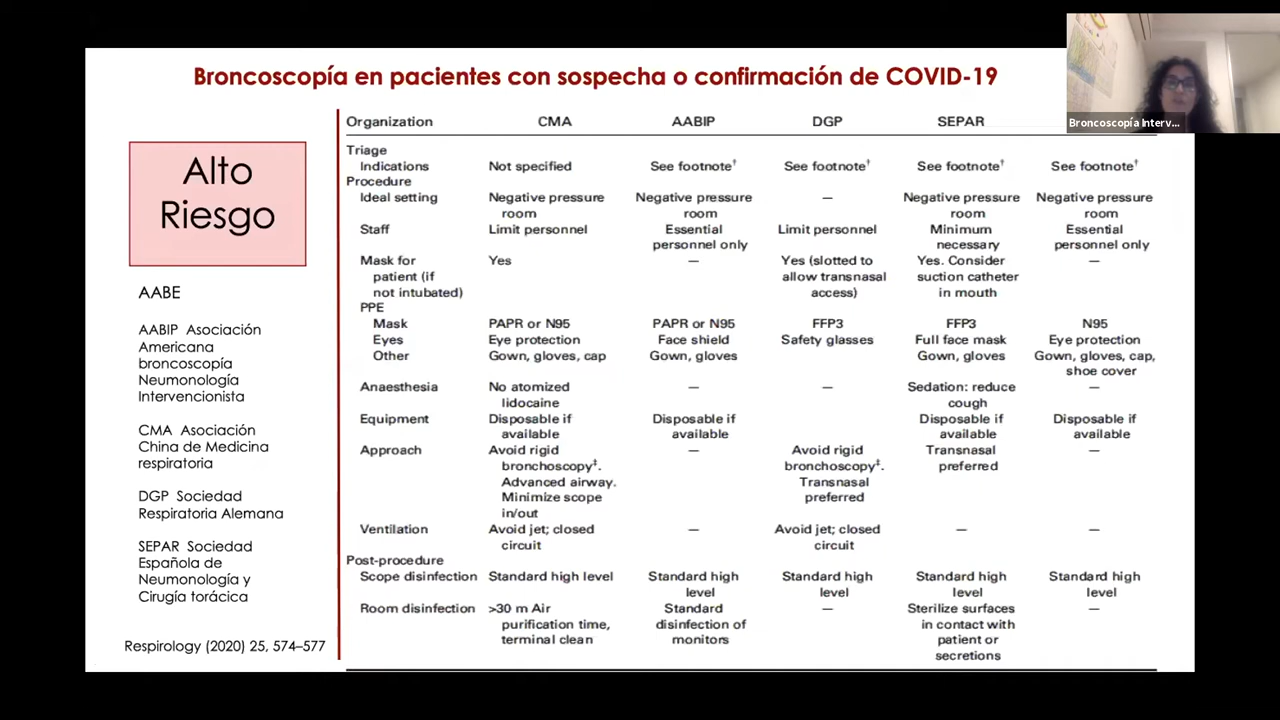 Broncoscopía en pacientes con sospecha o confirmación de COVID-19
Broncoscopía Interv...
Alto
Riesgo
AABE
AABIP Asociación
Americana
broncoscopía
Neumonología
Intervencionista
CMA Asociación
China de Medicina
respiratoria
DGP Sociedad
Respiratoria Alemana
SEPAR Sociedad
Española de
Neumonología y
Cirugía torácica
Respirology (2020) 25, 574–577
Organization CMA AABIP DGP SEPAR
Triage
Indications Not specified See footnote† See footnote† See footnote† See footnote†
Procedure
Ideal setting Negative pressure Negative pressure — Negative pressure Negative pressure
room room room room
Staff Limit personnel Essential Limit personnel Minimum Essential
personnel only necessary personnel only
Mask for Yes — Yes (slotted to Yes. Consider —
patient (if allow transnasal suction catheter
not intubated) access) in mouth
PPE
Mask PAPR or N95 PAPR or N95 FFP3 FFP3 N95
Eyes Eye protection Face shield Safety glasses Full face mask Eye protection
Other Gown, gloves, cap Gown, gloves Gown, gloves Gown, gloves, cap,
shoe cover
Anaesthesia No atomized — — Sedation: reduce —
lidocaine cough
Equipment Disposable if Disposable if Disposable if Disposable if
available available available available
Approach Avoid rigid — Avoid rigid Transnasal —
bronchoscopy‡. bronchoscopy‡. preferred
Advanced airway. Transnasal
Minimize scope preferred
in/out
Ventilation Avoid jet; closed — Avoid jet; closed — —
circuit circuit
Post-procedure
Scope disinfection Standard high level Standard high Standard high Standard high Standard high
level level level level
Room disinfection >30 m Air Standard — Sterilize surfaces —
purification time, disinfection of in contact with
terminal clean monitors patient or
secretions